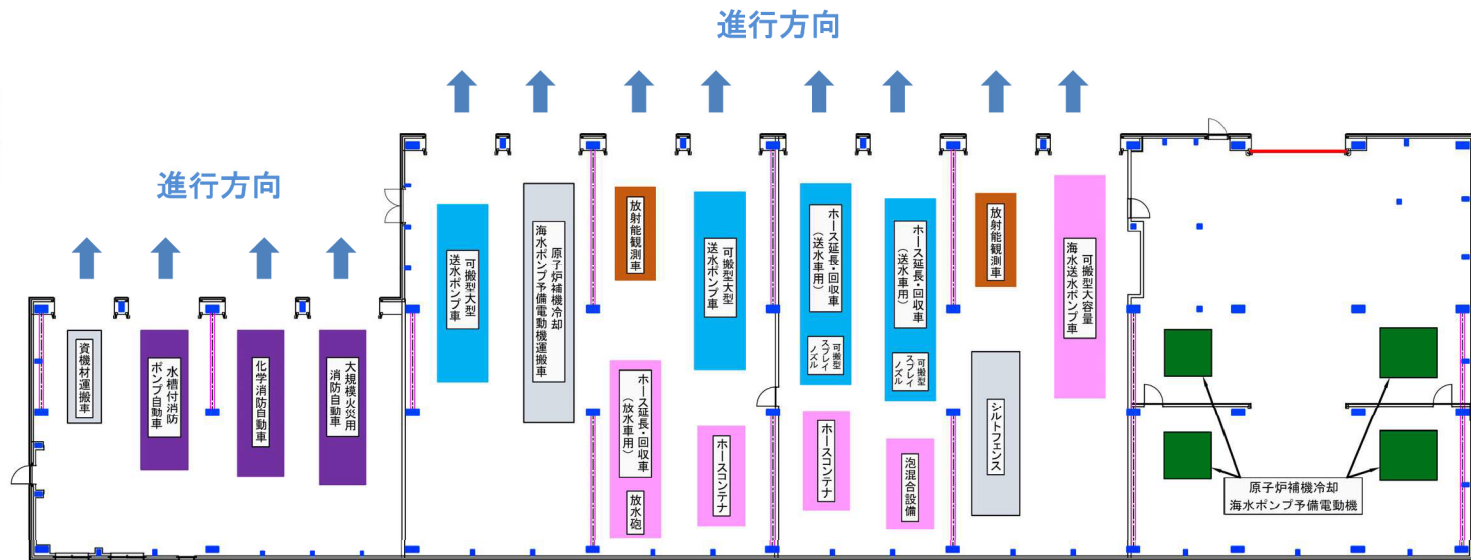 進行方向
進行方向
資機材運搬車
水槽付消防
ポンプ自動車
化学消防自動車
大規模火災用
消防自動車
可搬型大型
送水ポンプ車
原子炉補機冷却
海水ポンプ予備電動機運搬車
放射能観測車
ホース延長・回収車
(放水車用)
放水砲
可搬型大型
送水ポンプ車
ホースコンテナ
ホース延長・回収車
(送水車用)
可搬型
スプレイ
ノズル
ホースコンテナ
ホース延長・回収車
(送水車用)
可搬型
スプレイ
ノズル
泡混合設備
放射能観測車
シルトフェンス
可搬型大容量
海水送水ポンプ車
原子炉補機冷却
海水ポンプ予備電動機